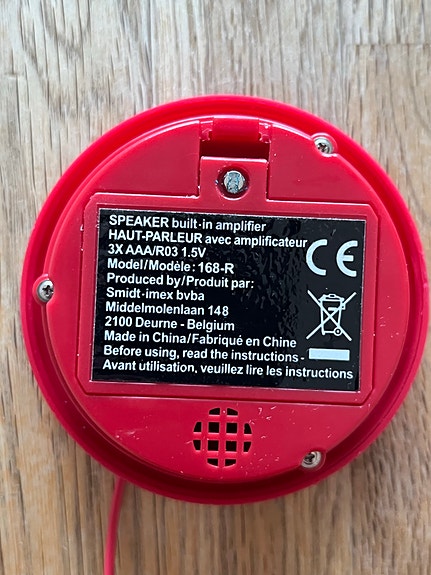 SPEAKER built-in amplifier
HAUT-PARLEUR avec amplificateur
3X AAA/R03 1.5V
Model/Modèle: 168-R
Produced by/Produit par:
Smidt-imex bvba
Middelmolenlaan 148
2100 Deurne - Belgium
Made in China/Fabriqué en Chine
Before using, read the instructions -
Avant utilisation, veuillez lire les instructions
CE